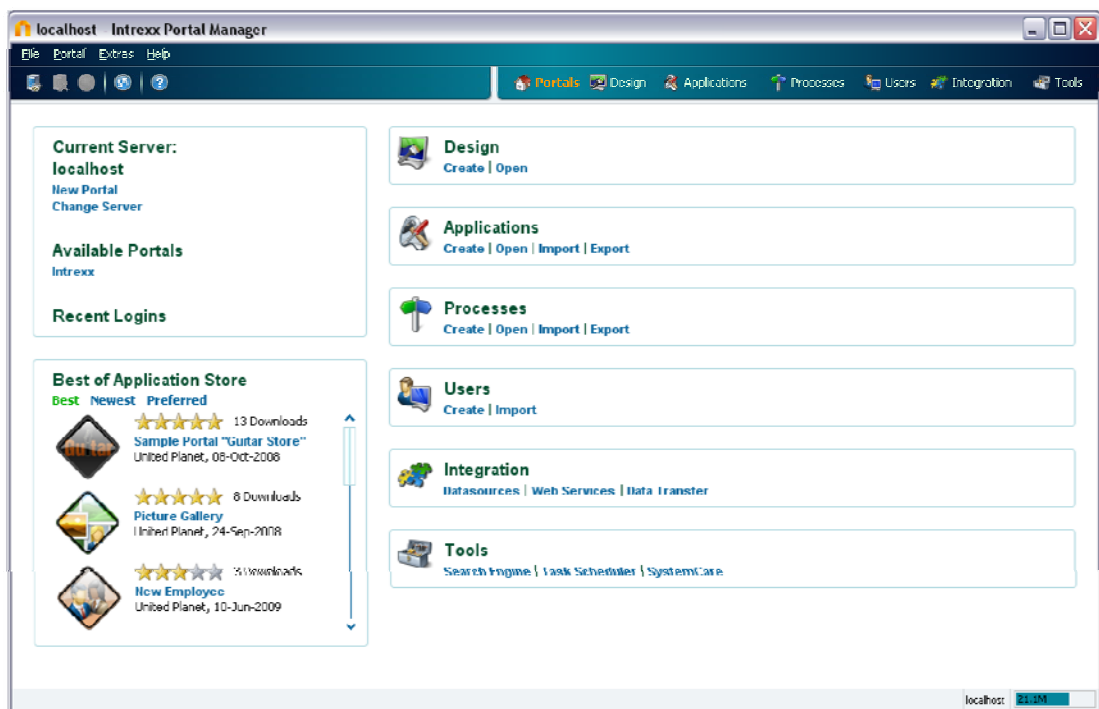 localhost - Intrexx Portal Manager
File Portal Extras Help
Portals Design Applications Processes Users Integration Tools
Current Server:
localhost
New Portal
Change Server
Available Portals
Intrexx
Recent Logins
Best of Application Store
Best Newest Preferred
13 Downloads
Sample Portal "Guitar Store"
United Planet, 08-Oct-2008
8 Downloads
Picture Gallery
United Planet, 24-Sep-2008
3 Downloads
New Employee
United Planet, 10-Jun-2009
Design
Create | Open
Applications
Create | Open | Import | Export
Processes
Create | Open | Import | Export
Users
Create | Import
Integration
Datasources | Web Services | Data Transfer
Tools
Search Engine | Task Scheduler | SystemCare
localhost 21.1M